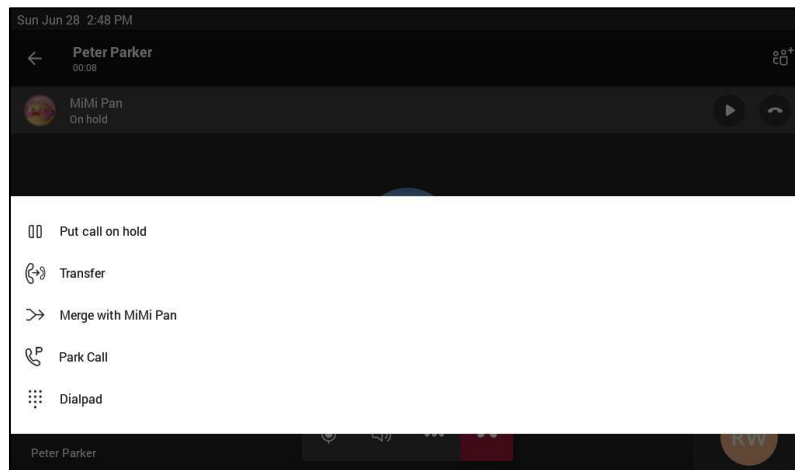 Sun Jun 28 2:48 PM
Peter Parker
00:08
MiMi Pan
On hold
Put call on hold
Transfer
Merge with MiMi Pan
P
Park Call
Dialpad
Peter Parker
RW